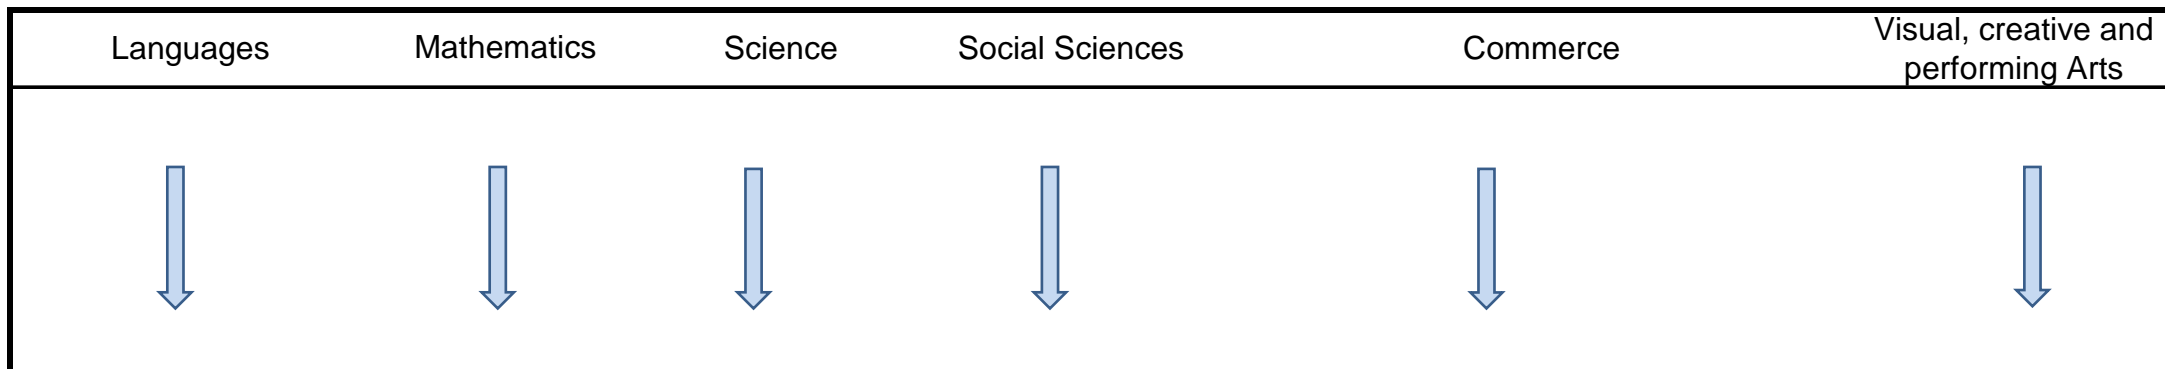 Languages
Mathematics
Science
Social Sciences
Commerce
Visual, creative and
performing Arts